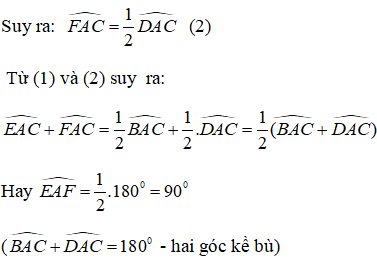 Suy ra: $\widehat{FAC} = \frac{1}{2}\widehat{DAC}$ (2)
Từ (1) và (2) suy ra:
$\widehat{EAC} + \widehat{FAC} = \frac{1}{2}\widehat{BAC} + \frac{1}{2}.\widehat{DAC} = \frac{1}{2}(\widehat{BAC} + \widehat{DAC})$
Hay $\widehat{EAF} = \frac{1}{2}.180^0 = 90^0$
($\widehat{BAC} + \widehat{DAC} = 180^0$ - hai góc kề bù)